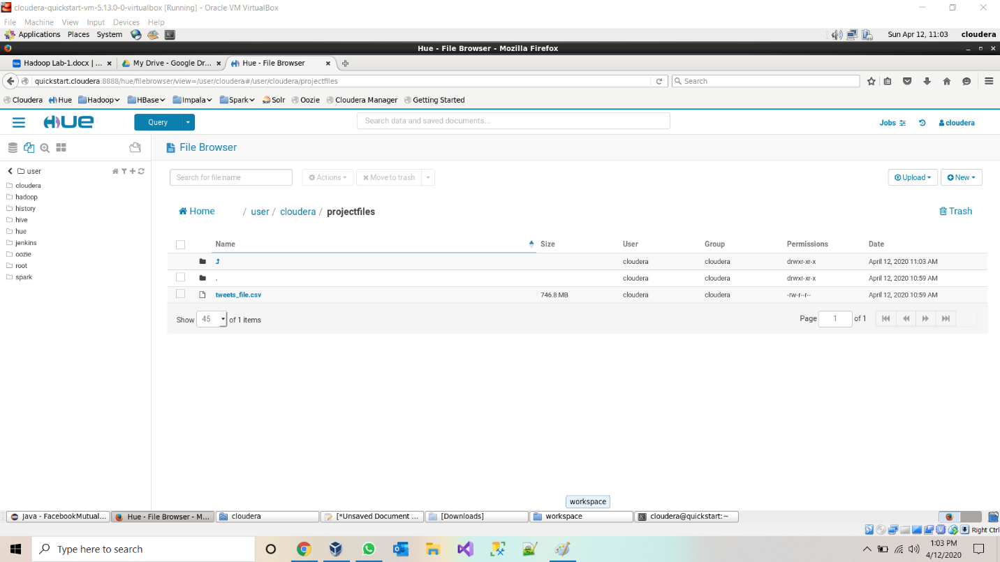 cloudera-quickstart-vm-5.13.0-0-virtualbox [Running] - Oracle VM VirtualBox
File Machine View Input Devices Help
Applications Places System Sun Apr 12, 11:03 cloudera
Hue - File Browser - Mozilla Firefox
Hadoop Lab-1.docx | ... My Drive - Google Dr... Hue - File Browser
quickstart.cloudera:8888/hue/filebrowser/view=/user/cloudera#/user/cloudera/projectfiles Search
Cloudera Hue Hadoop HBase Impala Spark Solr Oozie Cloudera Manager Getting Started
HUE Query Search data and saved documents... Jobs cloudera
File Browser
user
cloudera
hadoop
history
hive
hue
jenkins
oozie
root
spark
Search for file name Actions Move to trash Upload New
Home / user / cloudera / projectfiles Trash
Name Size User Group Permissions Date
cloudera cloudera drwxr-xr-x April 12, 2020 11:03 AM
. cloudera cloudera drwxr-xr-x April 12, 2020 10:59 AM
tweets_file.csv 746.8 MB cloudera cloudera -rw-r--r-- April 12, 2020 10:59 AM
Show 45 of 1 items Page 1 of 1
workspace
Java - FacebookMutual... Hue - File Browser - M... cloudera [*Unsaved Document ... [Downloads] workspace cloudera@quickstart:~
Right Ctrl
Type here to search 1:03 PM
4/12/2020